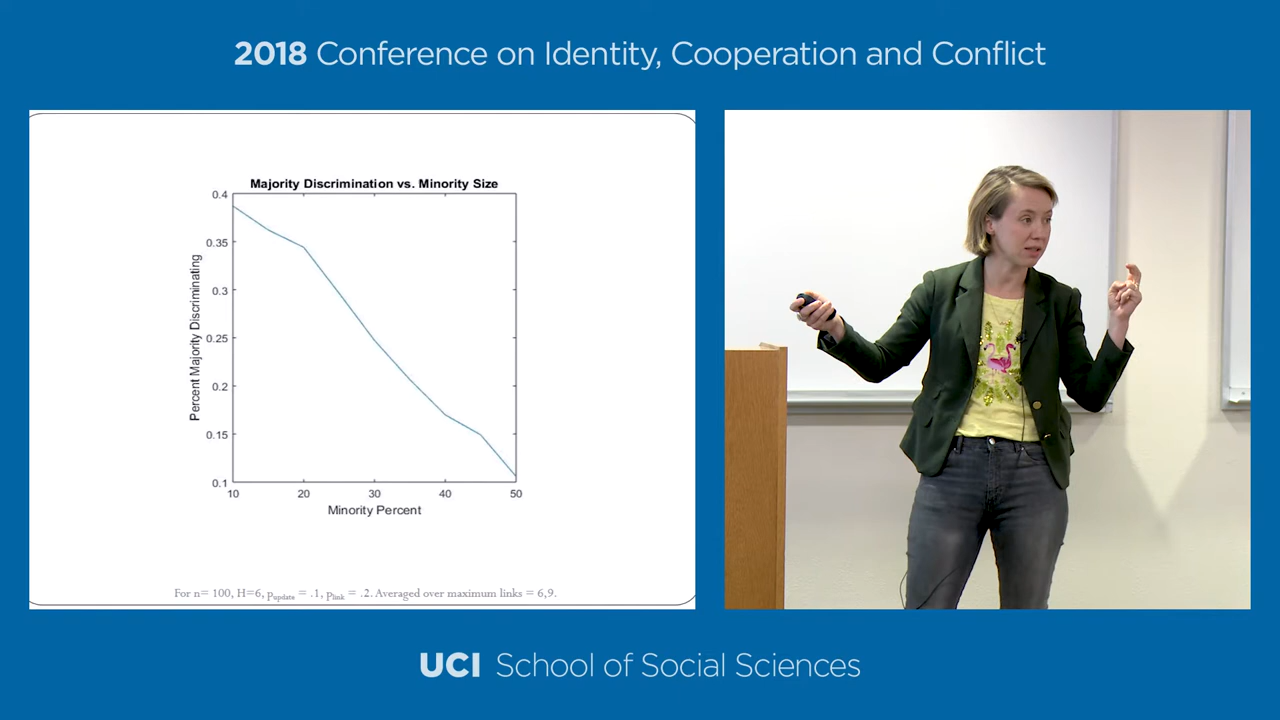 2018 Conference on Identity, Cooperation and Conflict
Majority Discrimination vs. Minority Size
Percent Majority Discriminating
0.4
0.35
0.3
0.25
0.2
0.15
0.1
10 20 30 40 50
Minority Percent
For n= 100, H=6, pupdate = .1, plink = .2. Averaged over maximum links = 6,9.
UCI School of Social Sciences